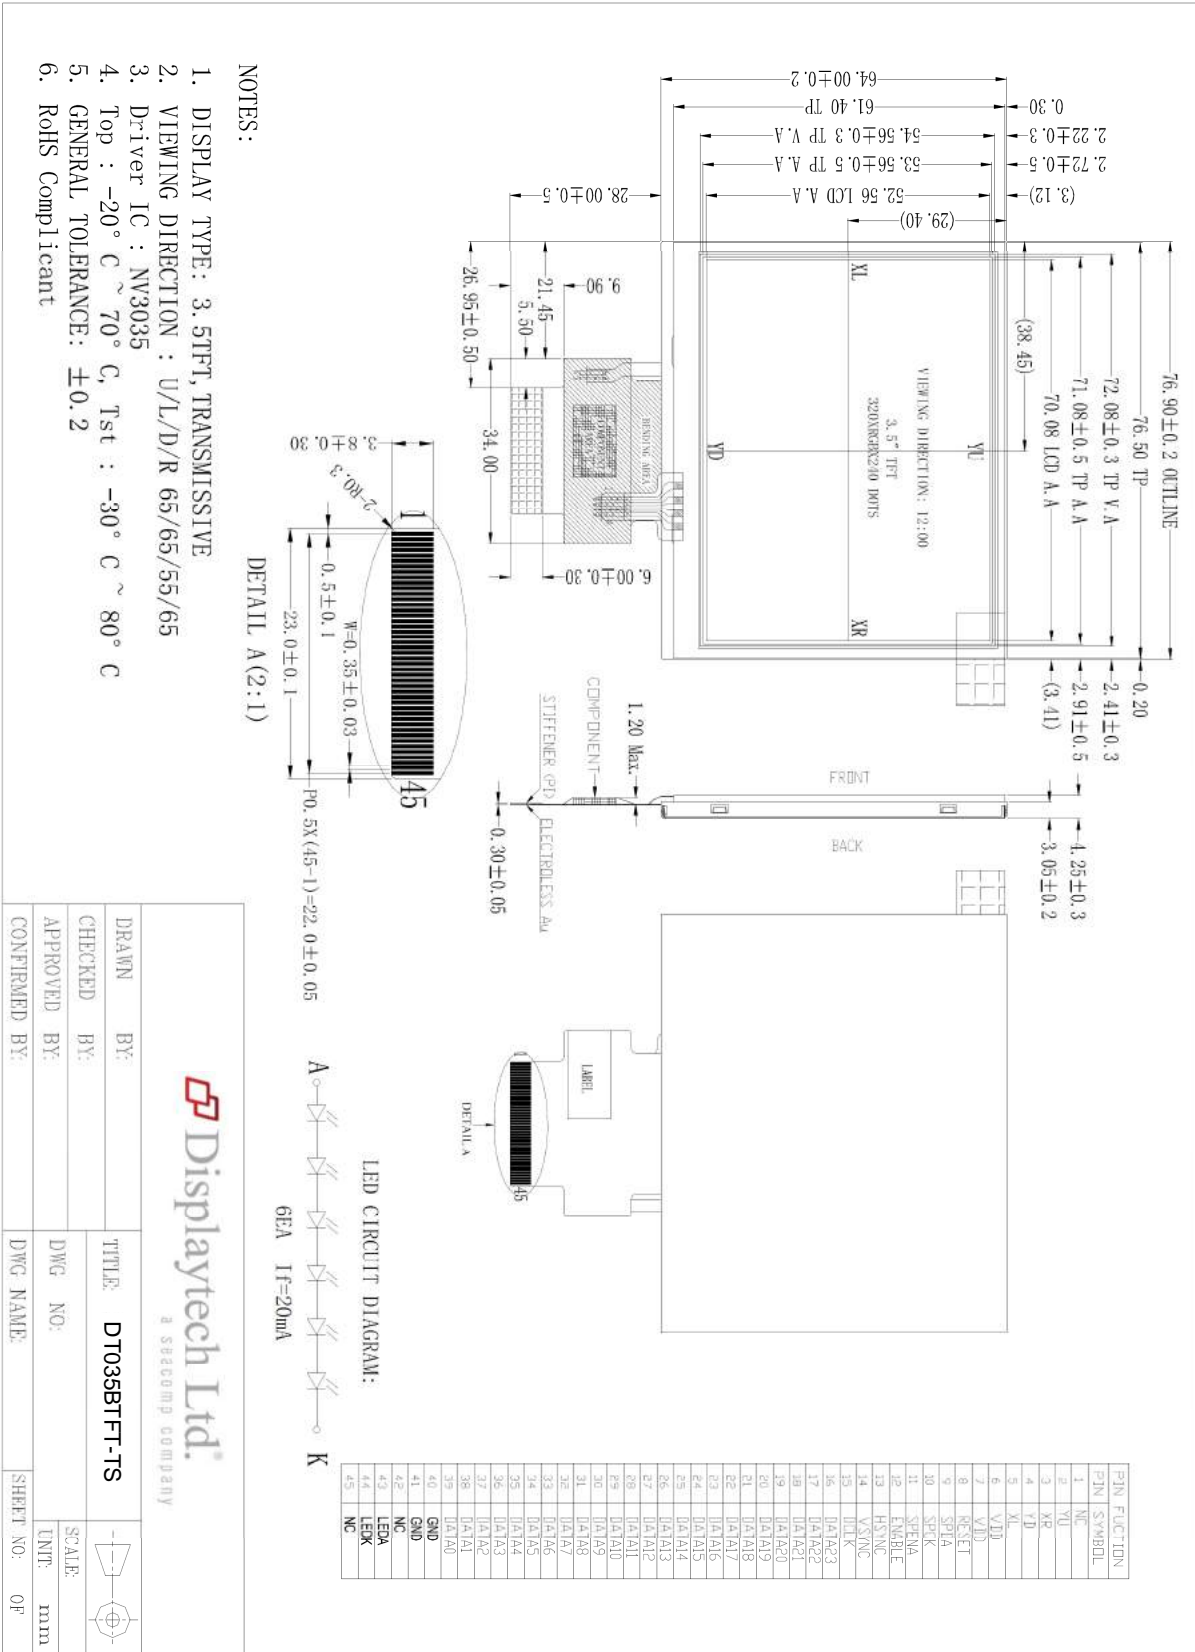 76.90±0.2 OUTLINE
76.50 TP
72.08±0.3 TP V.A
71.08±0.5 TP A.A
70.08 LCD A.A
(38.45)
0.20
2.41±0.3
2.91±0.5
(3.41)
64.00±0.2
61.40 TP
54.56±0.3 TP V.A
53.56±0.5 TP A.A
52.56 LCD A.A
(29.40)
0.30
2.22±0.3
2.72±0.5
(3.12)
28.00±0.5
XL
YU
XR
YD
VIEWING DIRECTION: 12:00
3.5" TFT
320XRGBX240 DOTS
BENDING AREA
COMPONENT
AREA
9.90
21.45
5.50
26.95±0.50
34.00
6.00±0.30
FRONT
BACK
4.25±0.3
3.05±0.2
1.20 Max.
COMPONENT
STIFFENER (PI)
ELECTROLESS Au
0.30±0.05
LABEL
45
DETAIL A
3.8±0.30
2-R0.3
1
45
0.5±0.1
W=0.35±0.03
P0.5X(45-1)=22.0±0.05
23.0±0.1
DETAIL A(2:1)
LED CIRCUIT DIAGRAM:
A
K
6EA If=20mA
NOTES:
1. DISPLAY TYPE: 3.5TFT, TRANSMISSIVE
2. VIEWING DIRECTION : U/L/D/R 65/65/55/65
3. Driver IC : NV3035
4. Top : -20° C ~ 70° C, Tst : -30° C ~ 80° C
5. GENERAL TOLERANCE: ±0.2
6. RoHS Complicant
PIN FUCTION
PIN SYMBOL
1 NC
2 YU
3 XR
4 YD
5 XL
6 VDD
7 VDD
8 RESET
9 SPDA
10 SPCK
11 SPENA
12 ENABLE
13 HSYNC
14 VSYNC
15 DCLK
16 DATA23
17 DATA22
18 DATA21
19 DATA20
20 DATA19
21 DATA18
22 DATA17
23 DATA16
24 DATA15
25 DATA14
26 DATA13
27 DATA12
28 DATA11
29 DATA10
30 DATA9
31 DATA8
32 DATA7
33 DATA6
34 DATA5
35 DATA4
36 DATA3
37 DATA2
38 DATA1
39 DATA0
40 GND
41 GND
42 NC
43 LEDA
44 LEDK
45 NC
Displaytech Ltd.®
a seacomp company
DRAWN BY:
CHECKED BY:
APPROVED BY:
CONFIRMED BY:
TITLE: DT035BTFT-TS
DWG NO:
DWG NAME:
SCALE:
UNIT: mm
SHEET NO: OF